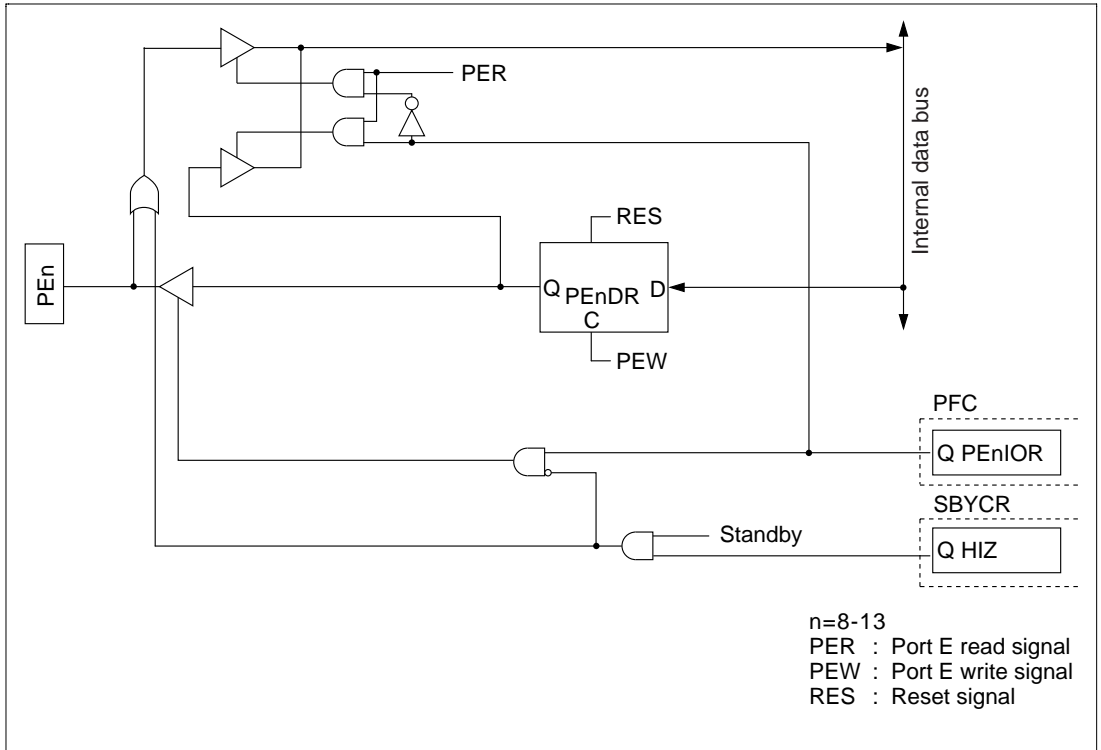 PER
Internal data bus
RES
PEn
Q PEnDR D
C
PEW
PFC
Q PEnIOR
SBYCR
Standby
Q HIZ
n=8-13
PER : Port E read signal
PEW : Port E write signal
RES : Reset signal